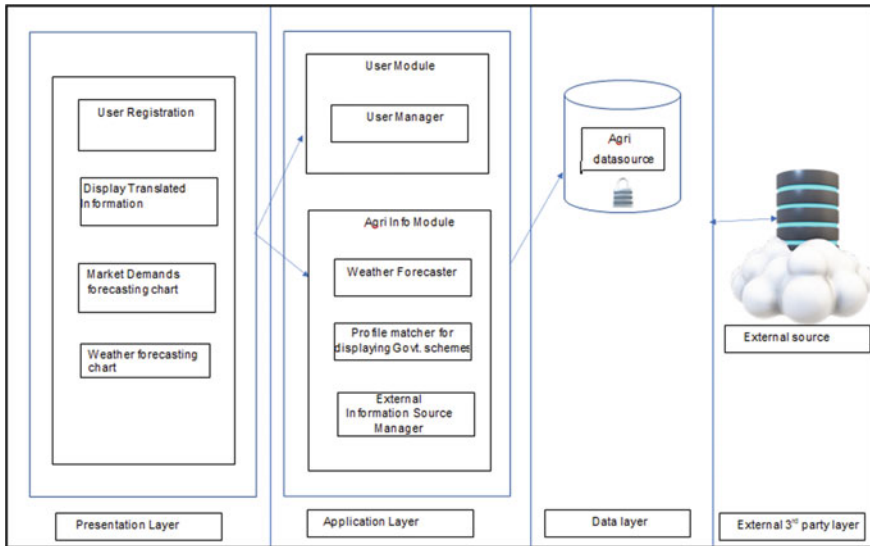 User Registration
Display Translated
Information
Market Demands
forecasting chart
Weather forecasting
chart
Presentation Layer
User Module
User Manager
Agri Info Module
Weather Forecaster
Profile matcher for
displaying Govt. schemes
External
Information Source
Manager
Application Layer
Agri
datasource
Data layer
External source
External 3rd party layer